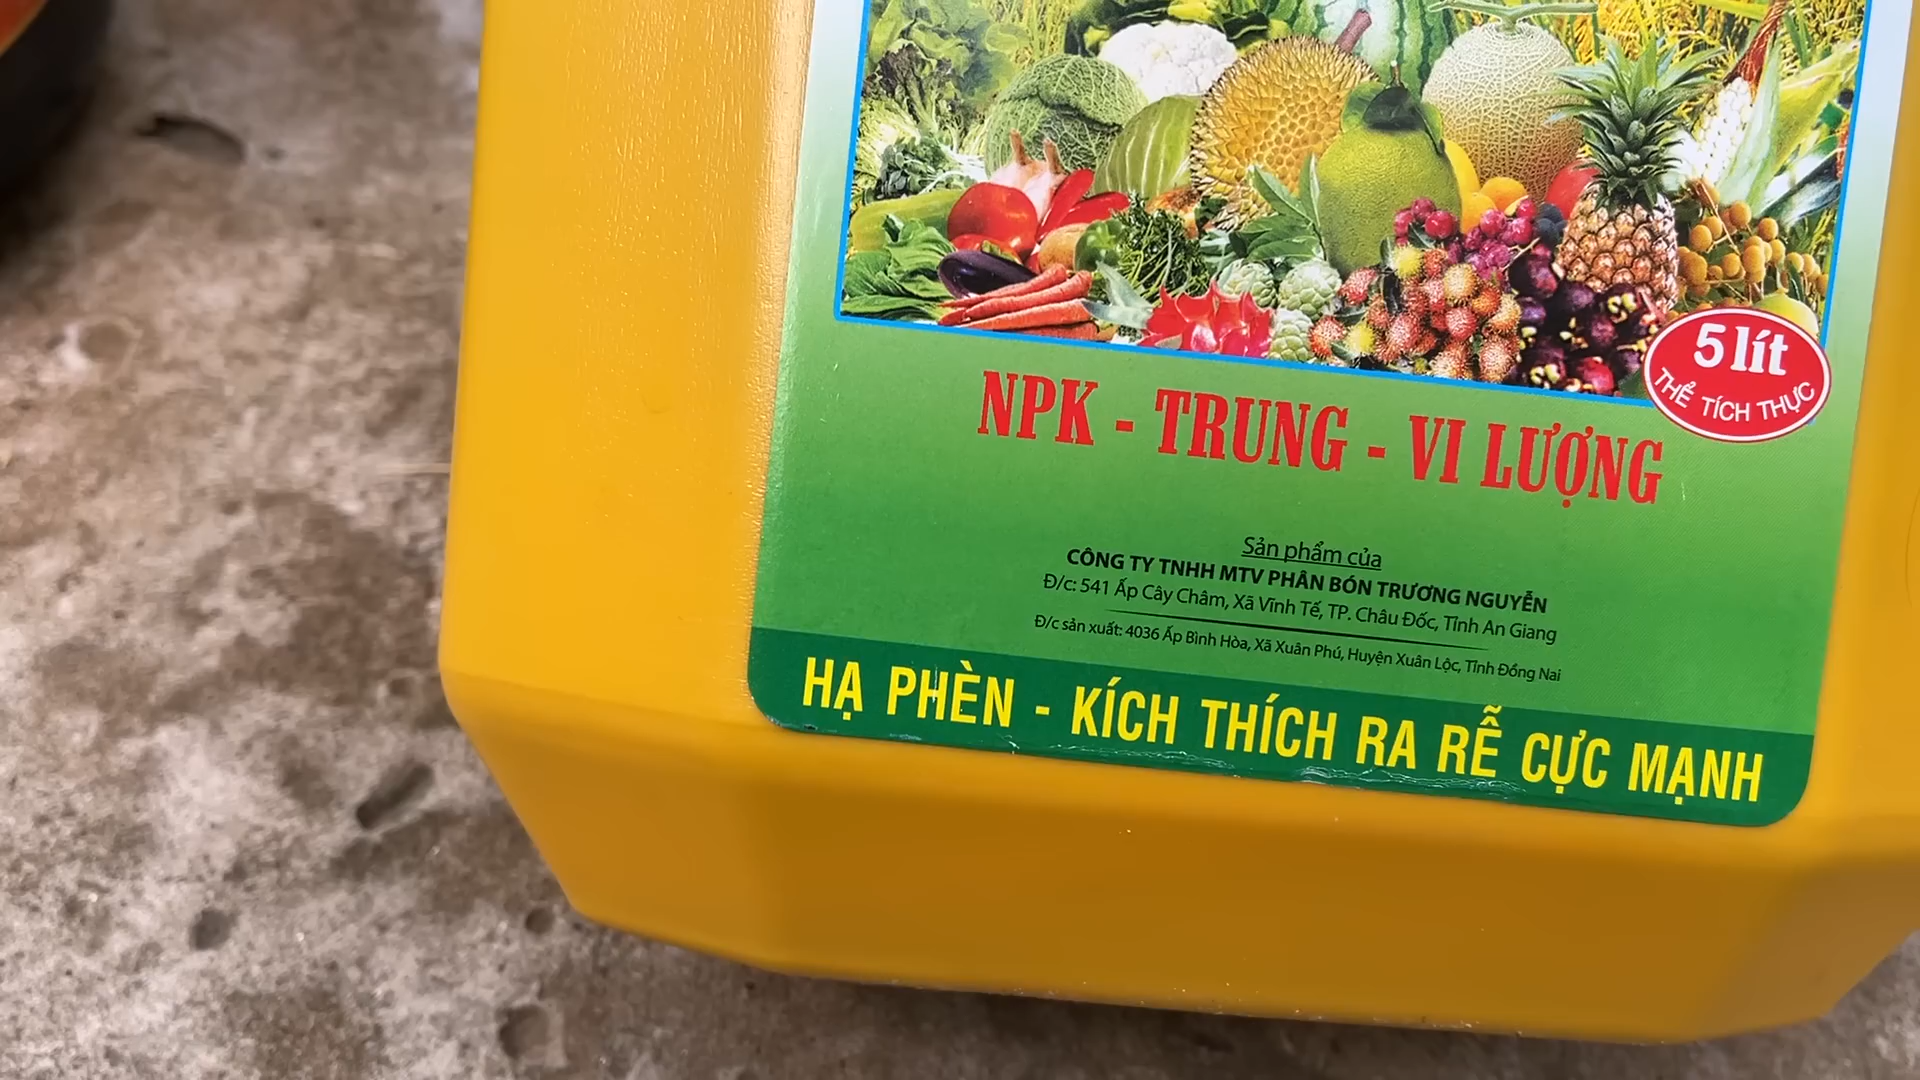 5 lít
THỂ TÍCH THỰC
NPK - TRUNG - VI LƯỢNG
Sản phẩm của
CÔNG TY TNHH MTV PHÂN BÓN TRƯƠNG NGUYỄN
Đ/c: 541 Ấp Cây Châm, Xã Vĩnh Tế, TP. Châu Đốc, Tỉnh An Giang
Đ/c sản xuất: 4036 Ấp Bình Hòa, Xã Xuân Phú, Huyện Xuân Lộc, Tỉnh Đồng Nai
HẠ PHÈN - KÍCH THÍCH RA RỄ CỰC MẠNH